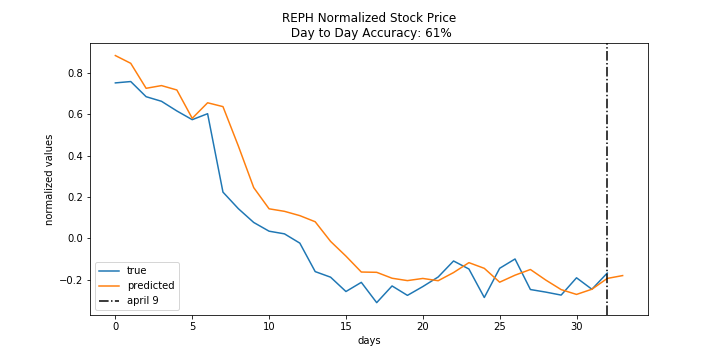 REPH Normalized Stock Price
Day to Day Accuracy: 61%
normalized values
0.8
0.6
0.4
0.2
0.0
−0.2
true
predicted
april 9
0 5 10 15 20 25 30
days